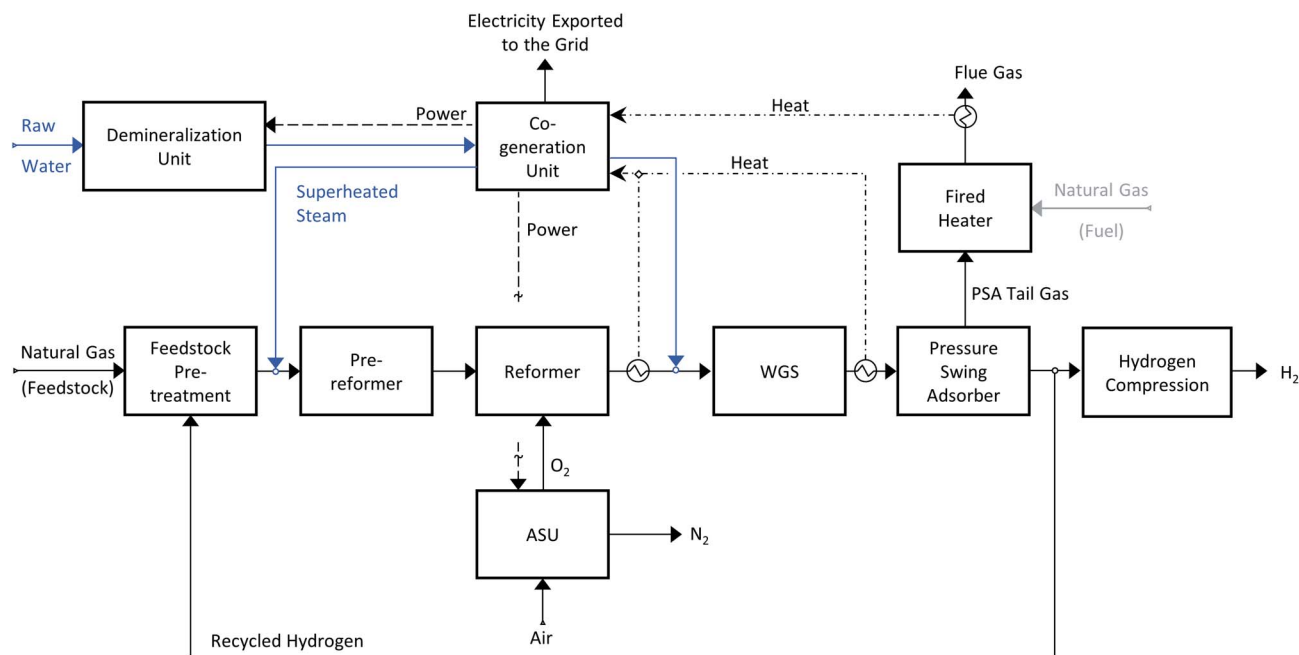 Electricity Exported
to the Grid
Flue Gas
Heat
Power
Raw
Water
Demineralization
Unit
Co-
generation
Unit
Heat
Superheated
Steam
Fired
Heater
Natural Gas
(Fuel)
Power
PSA Tail Gas
Natural Gas
(Feedstock)
Feedstock
Pre-
treatment
Pre-
reformer
Reformer
WGS
Pressure
Swing
Adsorber
Hydrogen
Compression
H₂
O₂
ASU
N₂
Air
Recycled Hydrogen